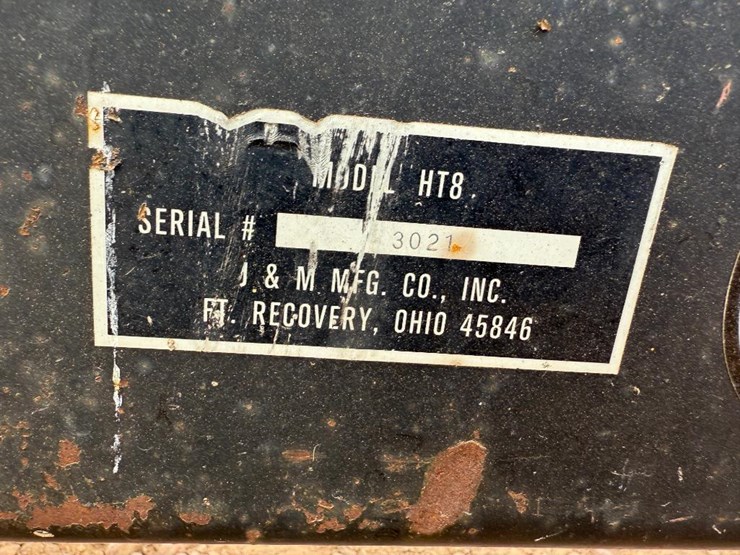 MODEL HT8
SERIAL # 3021
J & M MFG. CO., INC.
FT. RECOVERY, OHIO 45846